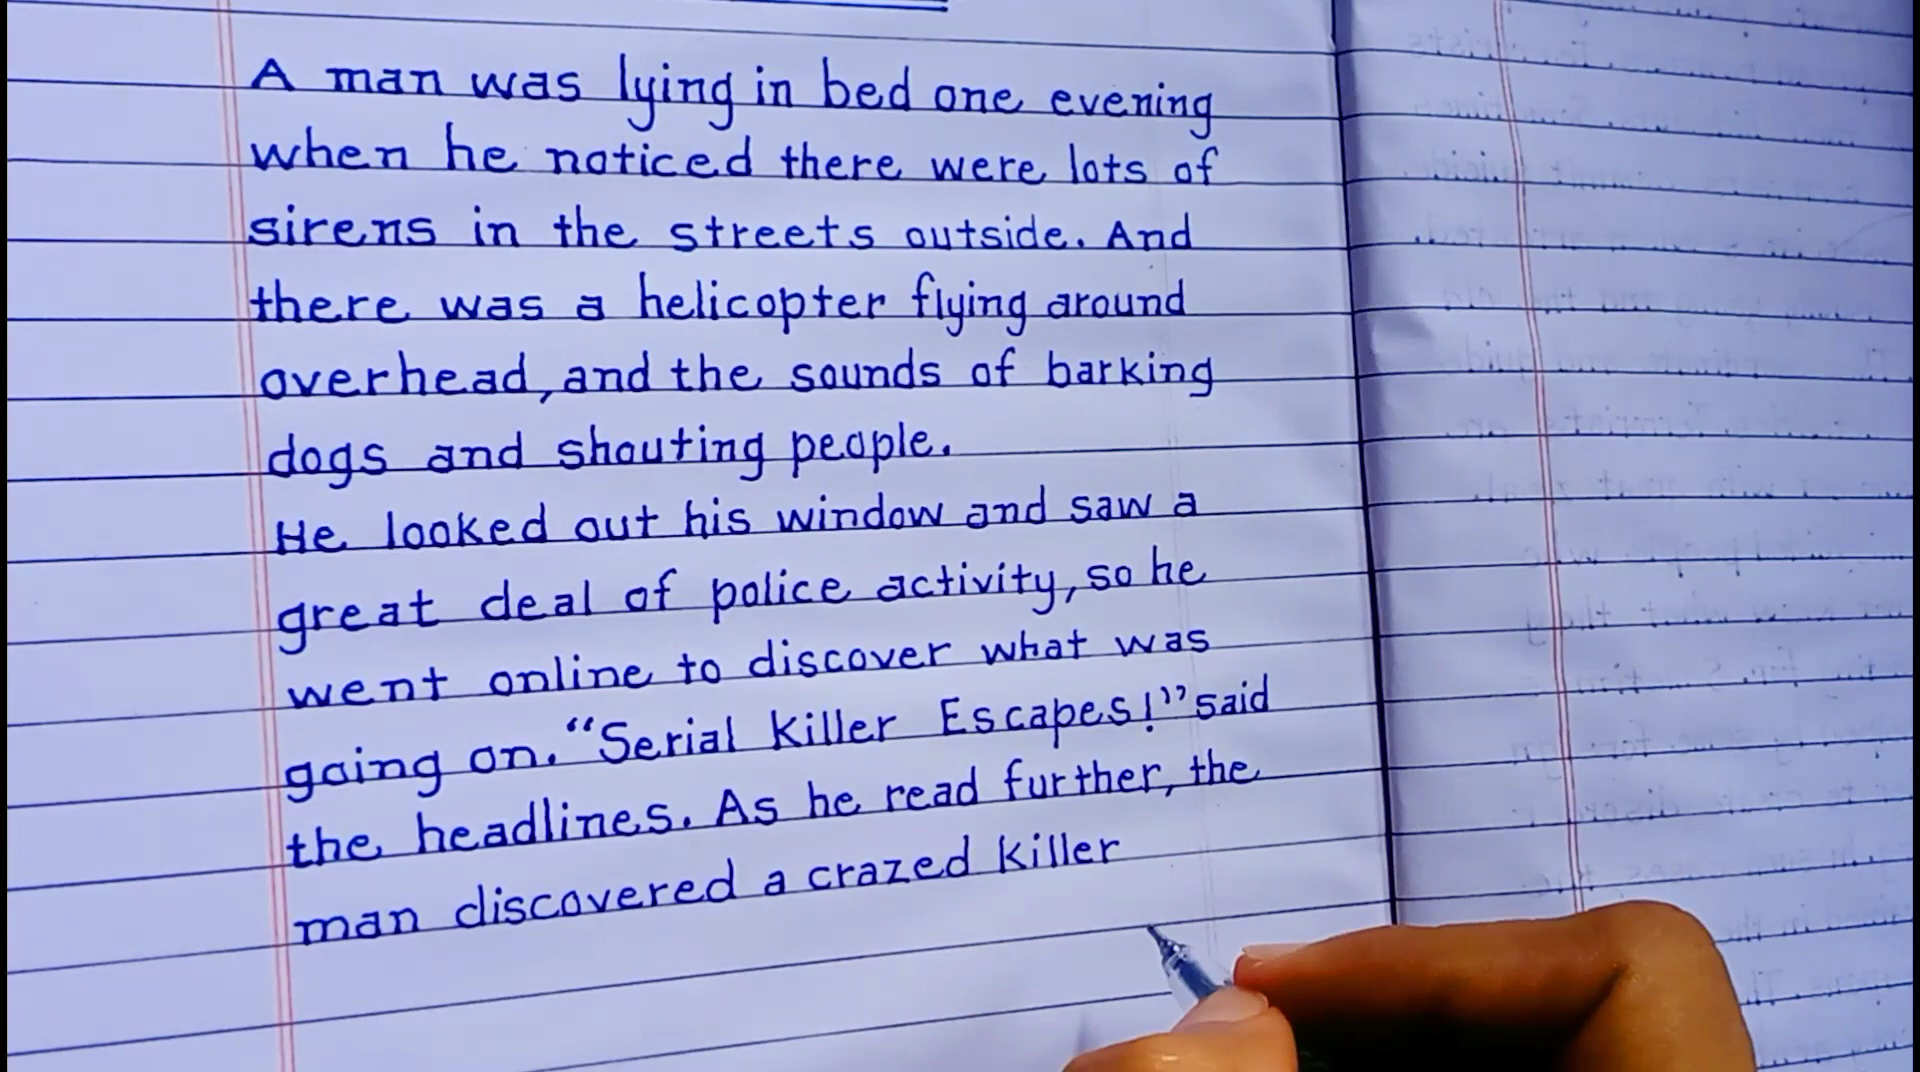 A man was lying in bed one evening
when he noticed there were lots of
sirens in the streets outside. And
there was a helicopter flying around
overhead, and the sounds of barking
dogs and shouting people.
He looked out his window and saw a
great deal of police activity, so he
went online to discover what was
going on. "Serial Killer Escapes!" said
the headlines. As he read further, the
man discovered a crazed killer